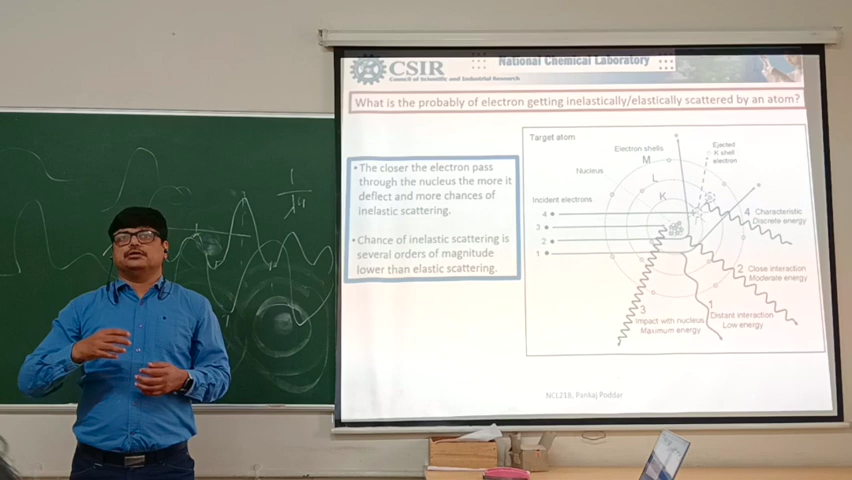 CSIR
Council of Scientific and Industrial Research
National Chemical Laboratory
What is the probably of electron getting inelastically/elastically scattered by an atom?
•The closer the electron pass
through the nucleus the more it
deflect and more chances of
inelastic scattering.
•Chance of inelastic scattering is
several orders of magnitude
lower than elastic scattering.
Target atom
Electron shells
Ejected
K shell
electron
M
Nucleus
L
K
Incident electrons
4
3
2
1
4 Characteristic
Discrete energy
2 Close interaction
Moderate energy
1
Distant interaction
Low energy
3
Impact with nucleus
Maximum energy
NCL218, Pankaj Poddar